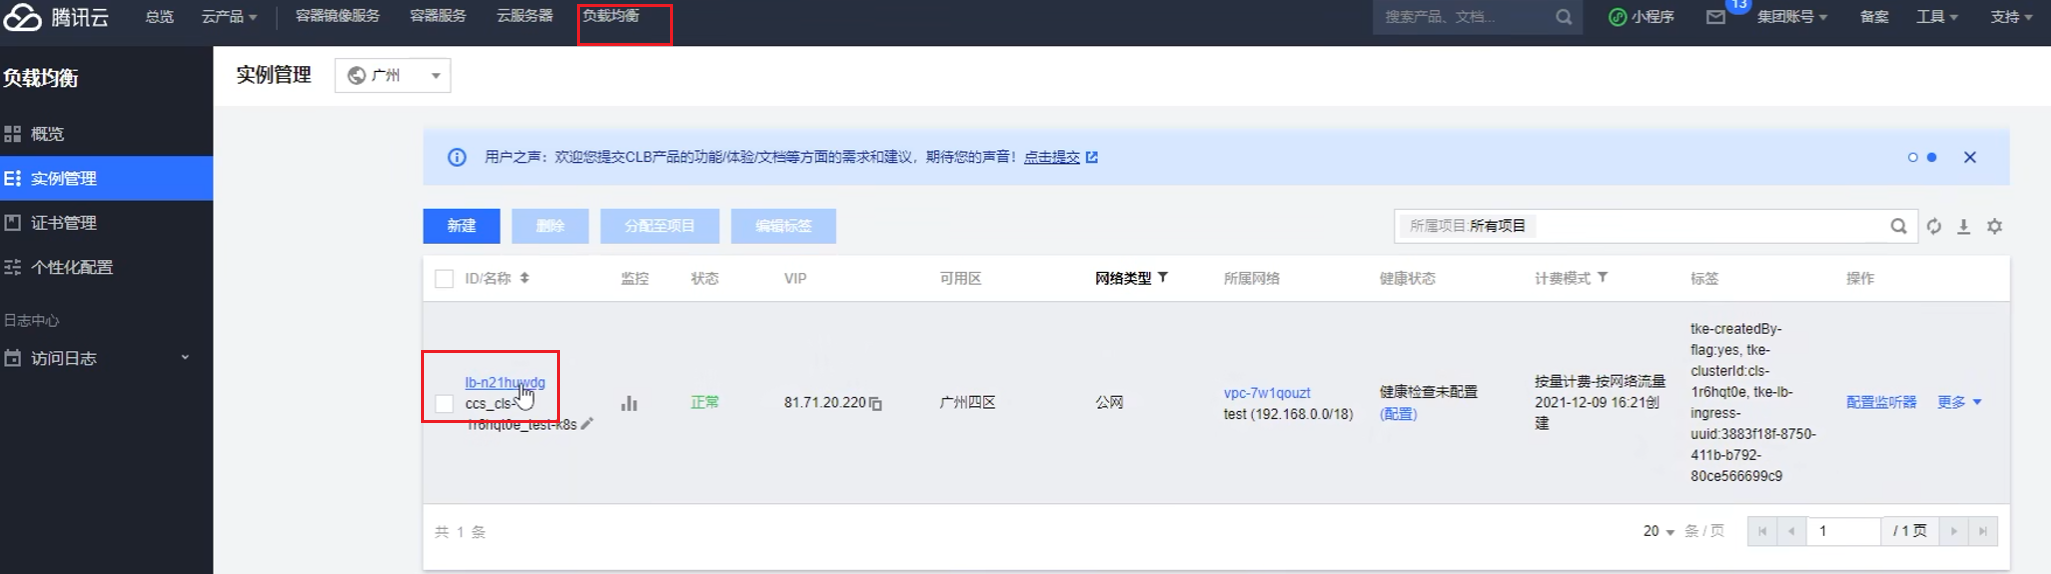 腾讯云 总览 云产品 容器镜像服务 容器服务 云服务器 负载均衡 搜索产品、文档... 小程序 13 集团账号 备案 工具 支持
负载均衡
实例管理 广州
概览
实例管理
证书管理
个性化配置
日志中心
访问日志
用户之声：欢迎您提交CLB产品的功能/体验/文档等方面的需求和建议，期待您的声音！点击提交
新建 删除 分配至项目 编辑标签 所属项目:所有项目
ID/名称 监控 状态 VIP 可用区 网络类型 所属网络 健康状态 计费模式 标签 操作
lb-n21huwdg
ccs_cls-
1r6hqt0e_test-k8s
正常
81.71.20.220
广州四区
公网
vpc-7w1qouzt
test (192.168.0.0/18)
健康检查未配置
(配置)
按量计费-按网络流量
2021-12-09 16:21创
建
tke-createdBy-
flag:yes, tke-
clusterId:cls-
1r6hqt0e, tke-lb-
ingress-
uuid:3883f18f-8750-
411b-b792-
80ce566699c9
配置监听器 更多
共 1 条 20 条 / 页 1 / 1 页